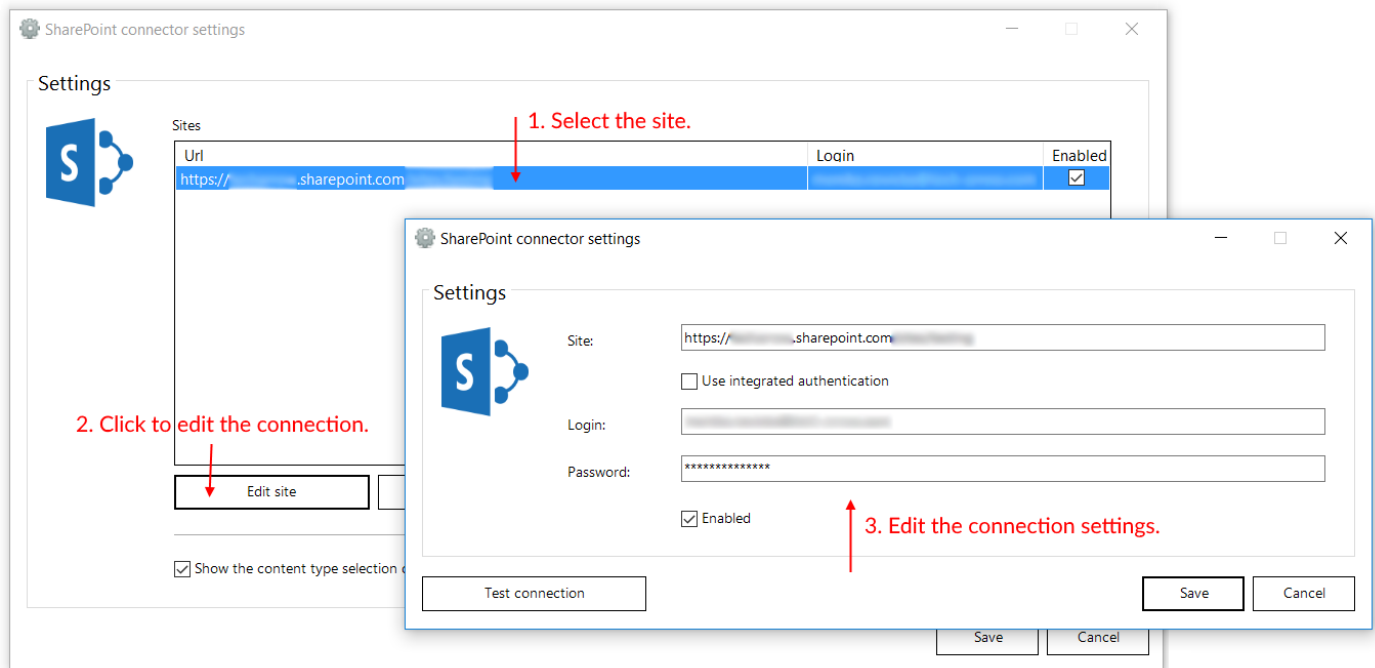 SharePoint connector settings
Settings
Sites
1. Select the site.
Url Login Enabled
https:// .sharepoint.com
S
SharePoint connector settings
Settings
Site: https:// .sharepoint.com
Use integrated authentication
S
2. Click to edit the connection.
Login:
Password: **************
Edit site
Enabled
3. Edit the connection settings.
Show the content type selection
Test connection Save Cancel
Save Cancel